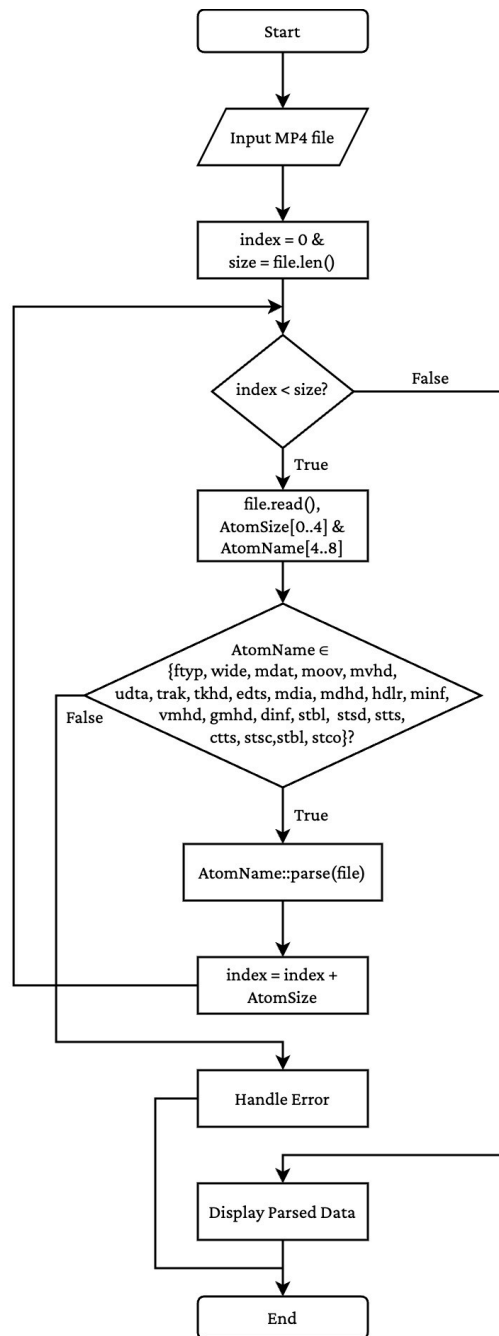 Start
Input MP4 file
index = 0 &
size = file.len()
index < size?
False
True
file.read(),
AtomSize[0..4] &
AtomName[4..8]
AtomName ∈
{ftyp, wide, mdat, moov, mvhd,
udta, trak, tkhd, edts, mdia, mdhd, hdlr, minf,
False
vmhd, gmhd, dinf, stbl, stsd, stts,
ctts, stsc,stbl, stco}?
True
AtomName::parse(file)
index = index +
AtomSize
Handle Error
Display Parsed Data
End